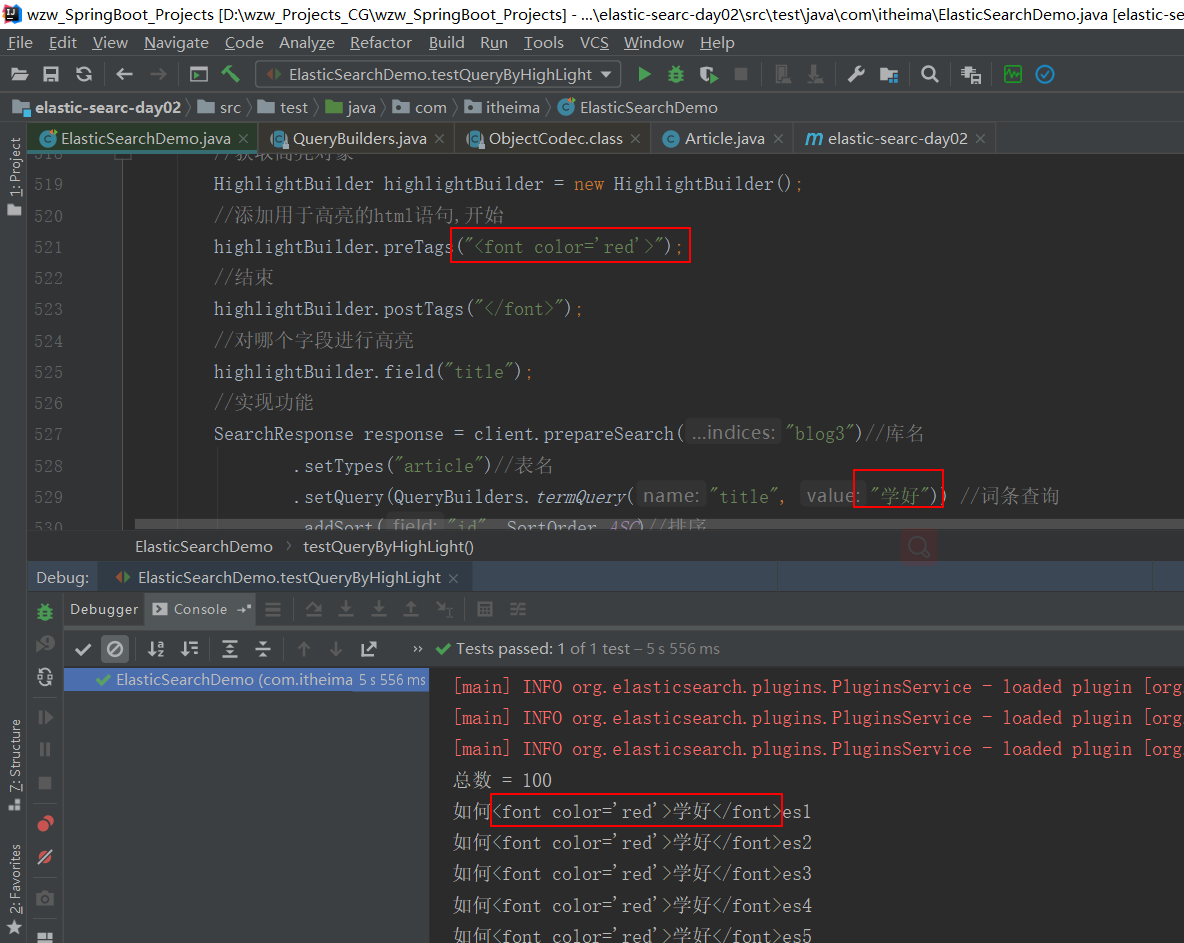 wzw_SpringBoot_Projects [D:\wzw_Projects_CG\wzw_SpringBoot_Projects] - ...\elastic-searc-day02\src\test\java\com\itheima\ElasticSearchDemo.java [elastic-se
File Edit View Navigate Code Analyze Refactor Build Run Tools VCS Window Help
ElasticSearchDemo.testQueryByHighLight
elastic-searc-day02 src test java com itheima ElasticSearchDemo
ElasticSearchDemo.java QueryBuilders.java ObjectCodec.class Article.java elastic-searc-day02
1: Project
518 //获取高亮对象
519 HighlightBuilder highlightBuilder = new HighlightBuilder();
520 //添加用于高亮的html语句,开始
521 highlightBuilder.preTags("<font color='red'>");
522 //结束
523 highlightBuilder.postTags("</font>");
524 //对哪个字段进行高亮
525 highlightBuilder.field("title");
526 //实现功能
527 SearchResponse response = client.prepareSearch( ...indices: "blog3")//库名
528 .setTypes("article")//表名
529 .setQuery(QueryBuilders.termQuery( name: "title", value: "学好")) //词条查询
530 .addSort( field: "id", SortOrder.ASC)//排序
ElasticSearchDemo testQueryByHighLight()
Debug: ElasticSearchDemo.testQueryByHighLight
Debugger Console
Tests passed: 1 of 1 test – 5 s 556 ms
ElasticSearchDemo (com.itheima 5 s 556 ms
[main] INFO org.elasticsearch.plugins.PluginsService - loaded plugin [org.
[main] INFO org.elasticsearch.plugins.PluginsService - loaded plugin [org.
[main] INFO org.elasticsearch.plugins.PluginsService - loaded plugin [org.
总数 = 100
如何<font color='red'>学好</font>es1
如何<font color='red'>学好</font>es2
如何<font color='red'>学好</font>es3
如何<font color='red'>学好</font>es4
如何<font color='red'>学好</font>es5
7: Structure
2: Favorites